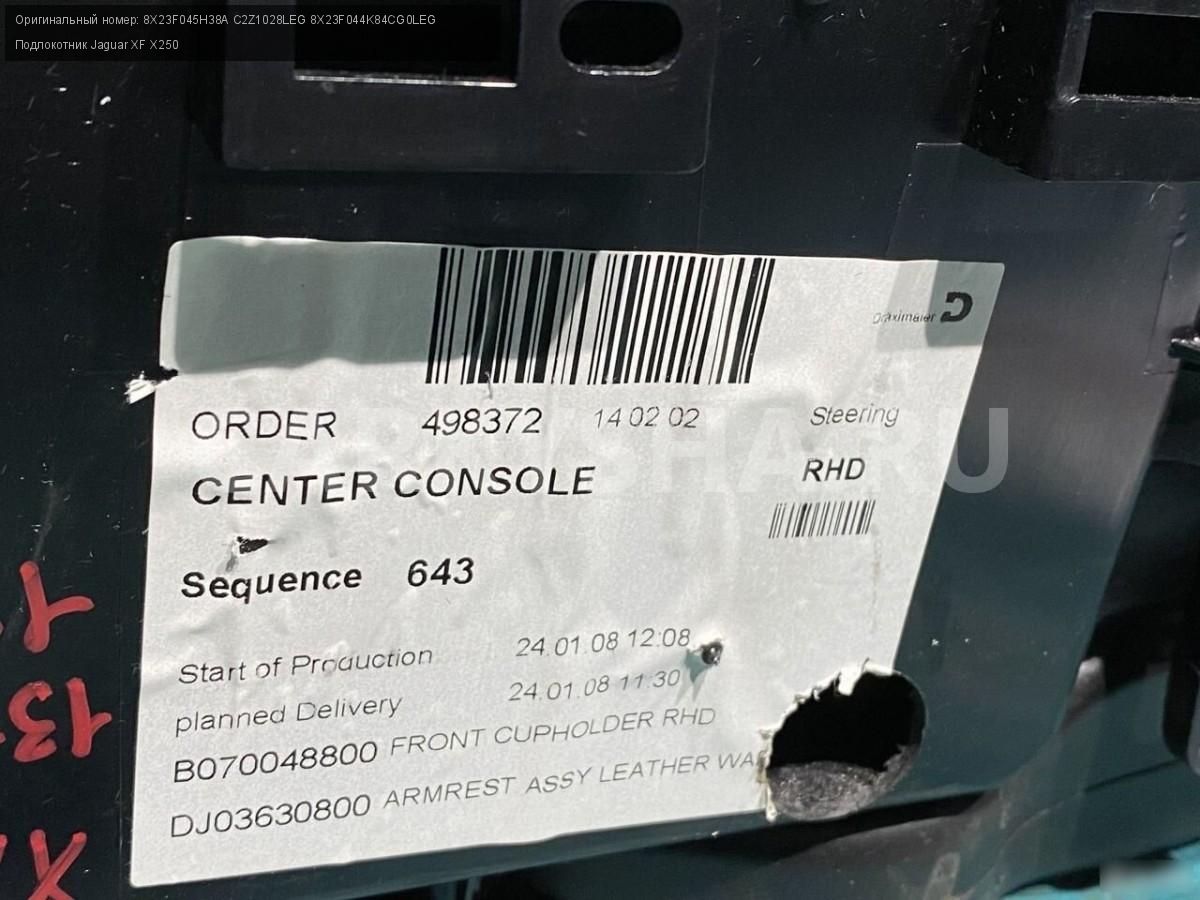 Оригинальный номер: 8X23F045H38A C2Z1028LEG 8X23F044K84CG0LEG
Подлокотник Jaguar XF X250
Dräxlmaier
ORDER 498372 14 02 02 Steering
CENTER CONSOLE RHD
Sequence 643
Start of Production 24.01.08 12:08
planned Delivery 24.01.08 11:30
B070048800 FRONT CUPHOLDER RHD
DJ03630800 ARMREST ASSY LEATHER